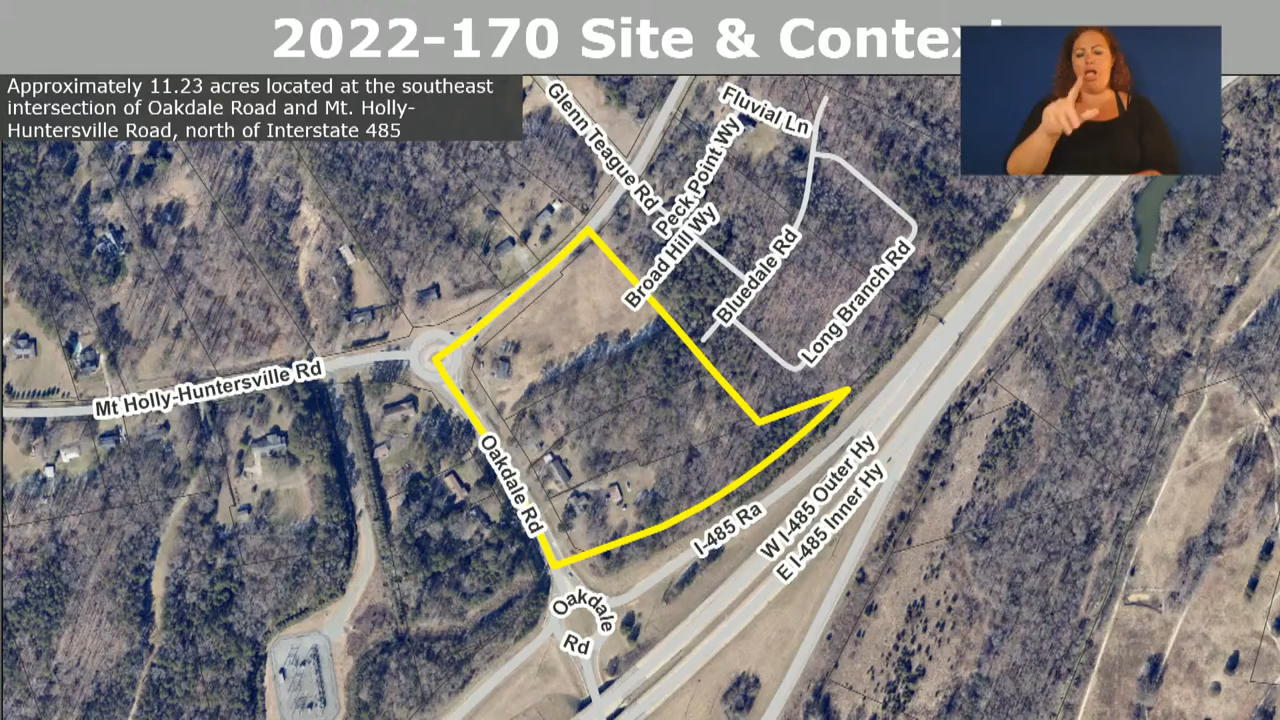 2022-170 Site & Context
Approximately 11.23 acres located at the southeast
intersection of Oakdale Road and Mt. Holly-
Huntersville Road, north of Interstate 485
Glenn Teague Rd
Fluvial Ln
Peck Point Wy
Broad Hill Wy
Bluedale Rd
Long Branch Rd
Mt Holly-Huntersville Rd
Oakdale Rd
I-485 Ra
W I-485 Outer Hy
E I-485 Inner Hy
Oakdale
Rd